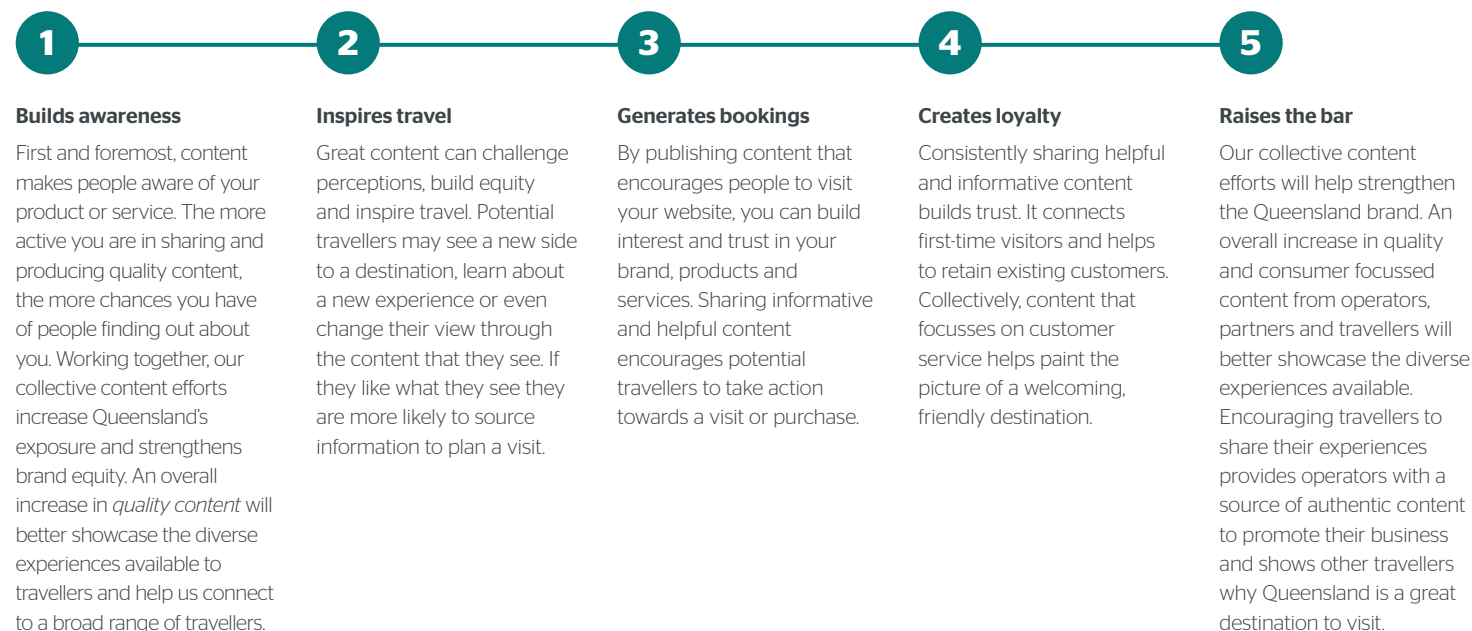 1
Builds awareness
First and foremost, content
makes people aware of your
product or service. The more
active you are in sharing and
producing quality content,
the more chances you have
of people finding out about
you. Working together, our
collective content efforts
increase Queensland's
exposure and strengthens
brand equity. An overall
increase in quality content will
better showcase the diverse
experiences available to
travellers and help us connect
to a broad range of travellers.
2
Inspires travel
Great content can challenge
perceptions, build equity
and inspire travel. Potential
travellers may see a new side
to a destination, learn about
a new experience or even
change their view through
the content that they see. If
they like what they see they
are more likely to source
information to plan a visit.
3
Generates bookings
By publishing content that
encourages people to visit
your website, you can build
interest and trust in your
brand, products and
services. Sharing informative
and helpful content
encourages potential
travellers to take action
towards a visit or purchase.
4
Creates loyalty
Consistently sharing helpful
and informative content
builds trust. It connects
first-time visitors and helps
to retain existing customers.
Collectively, content that
focusses on customer
service helps paint the
picture of a welcoming,
friendly destination.
5
Raises the bar
Our collective content
efforts will help strengthen
the Queensland brand. An
overall increase in quality
and consumer focussed
content from operators,
partners and travellers will
better showcase the diverse
experiences available.
Encouraging travellers to
share their experiences
provides operators with a
source of authentic content
to promote their business
and shows other travellers
why Queensland is a great
destination to visit.